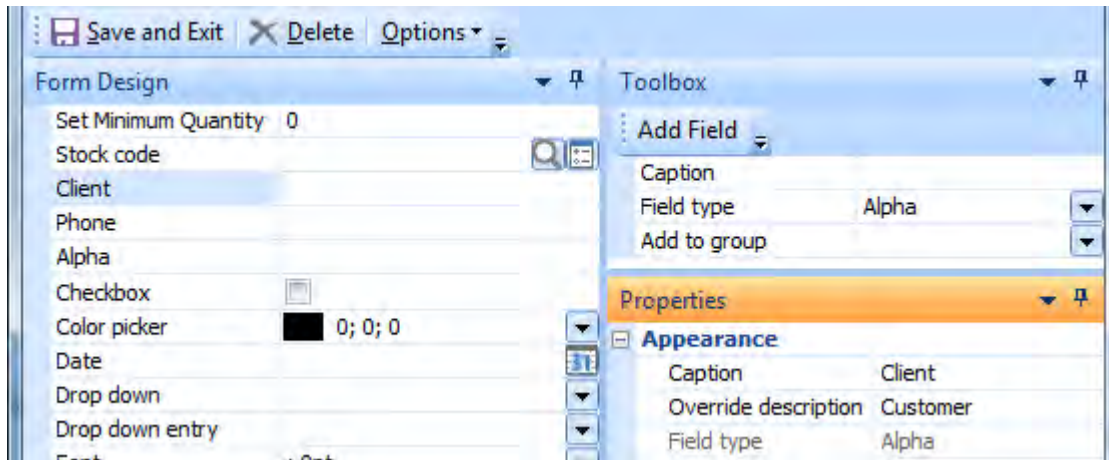 Save and Exit Delete Options
Form Design
Set Minimum Quantity 0
Stock code
Client
Phone
Alpha
Checkbox
Color picker 0; 0; 0
Date 31
Drop down
Drop down entry
Toolbox
Add Field
Caption
Field type Alpha
Add to group
Properties
Appearance
Caption Client
Override description Customer
Field type Alpha